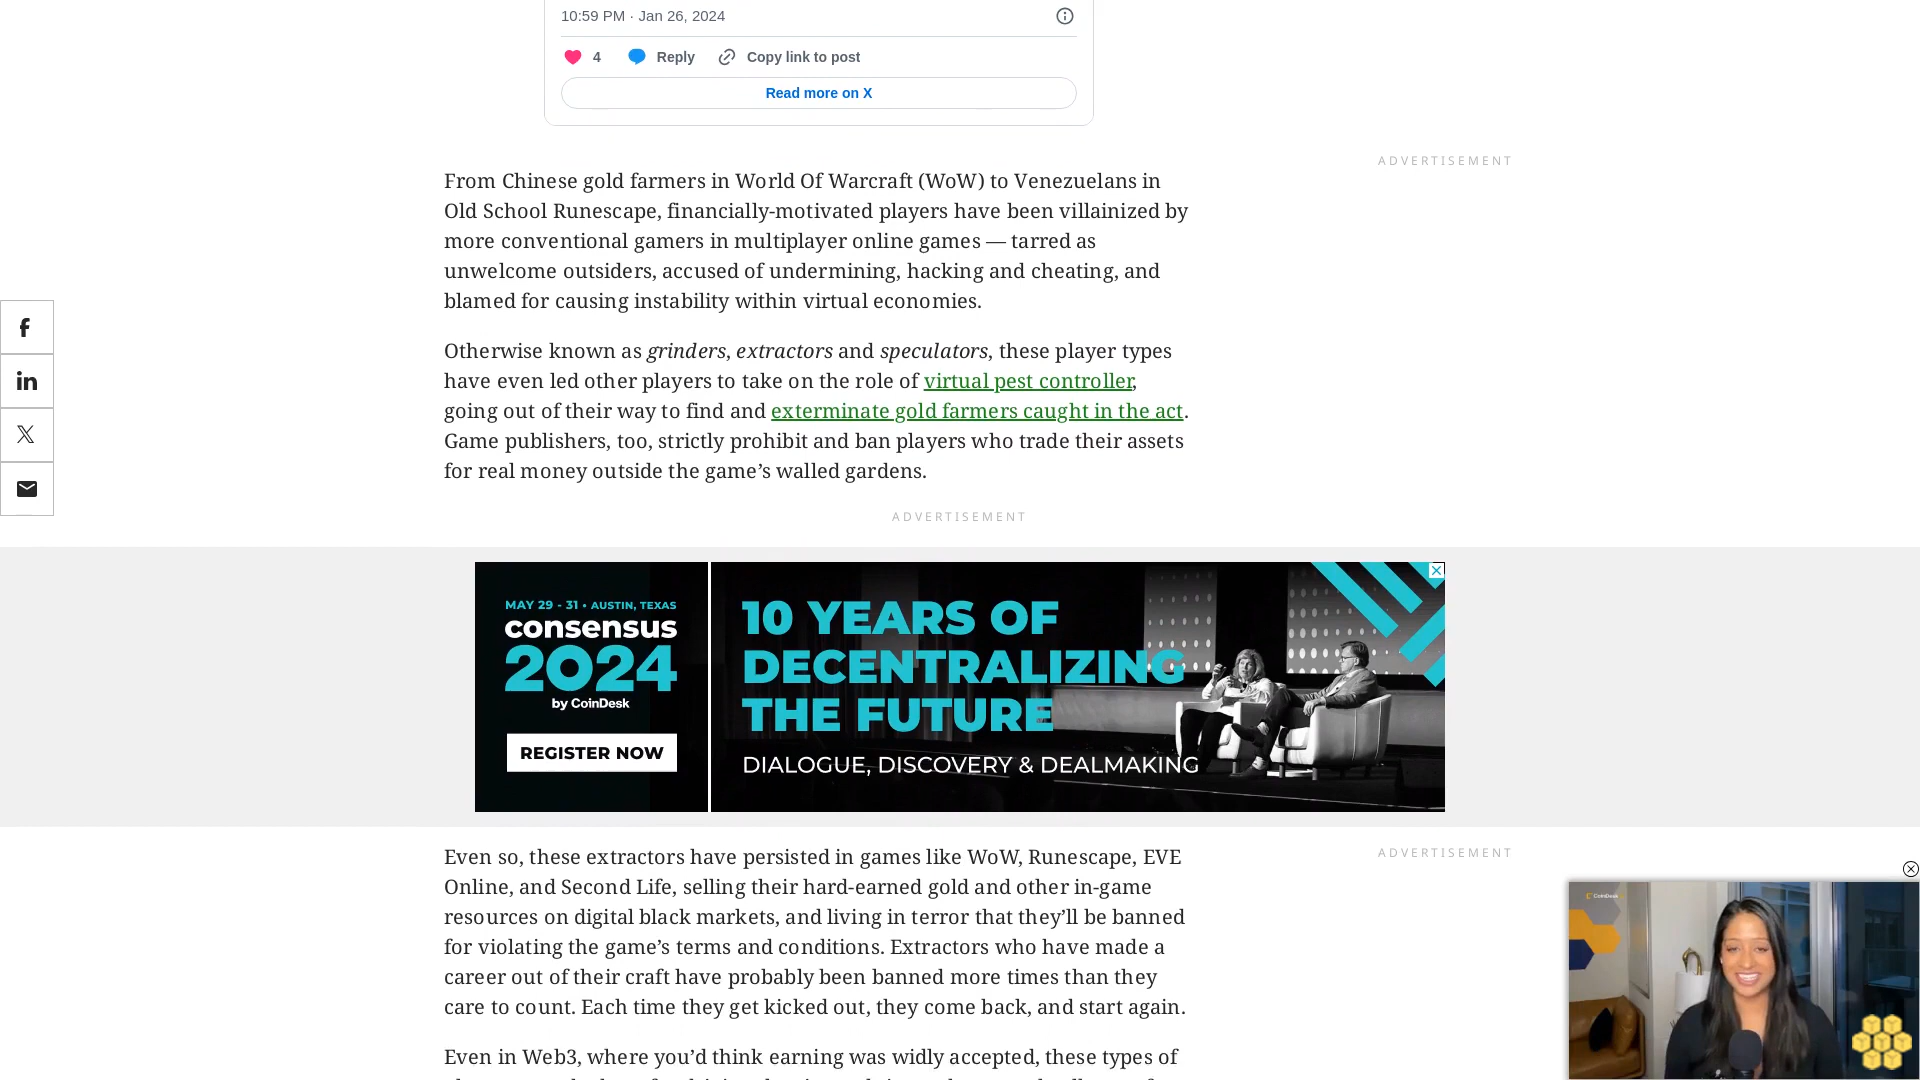 10:59 PM · Jan 26, 2024
4 Reply Copy link to post
Read more on X
ADVERTISEMENT
From Chinese gold farmers in World Of Warcraft (WoW) to Venezuelans in
Old School Runescape, financially-motivated players have been villainized by
more conventional gamers in multiplayer online games — tarred as
unwelcome outsiders, accused of undermining, hacking and cheating, and
blamed for causing instability within virtual economies.
Otherwise known as grinders, extractors and speculators, these player types
have even led other players to take on the role of virtual pest controller,
going out of their way to find and exterminate gold farmers caught in the act.
Game publishers, too, strictly prohibit and ban players who trade their assets
for real money outside the game’s walled gardens.
ADVERTISEMENT
MAY 29 - 31 • AUSTIN, TEXAS
consensus
2024
by CoinDesk
REGISTER NOW
10 YEARS OF
DECENTRALIZING
THE FUTURE
DIALOGUE, DISCOVERY & DEALMAKING
ADVERTISEMENT
Even so, these extractors have persisted in games like WoW, Runescape, EVE
Online, and Second Life, selling their hard-earned gold and other in-game
resources on digital black markets, and living in terror that they’ll be banned
for violating the game’s terms and conditions. Extractors who have made a
career out of their craft have probably been banned more times than they
care to count. Each time they get kicked out, they come back, and start again.
CoinDesk
Even in Web3, where you’d think earning was widly accepted, these types of